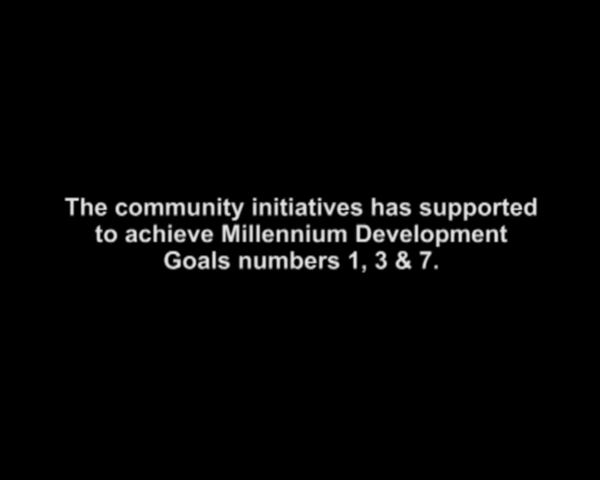 The community initiatives has supported
to achieve Millennium Development
Goals numbers 1, 3 & 7.